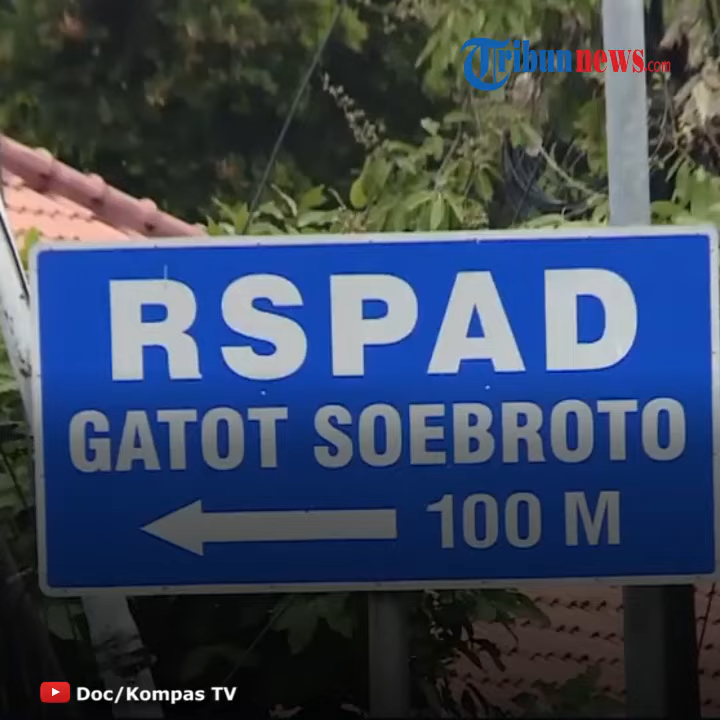 Tribunnews.com
RSPAD
GATOT SOEBROTO
100 M
Doc/Kompas TV